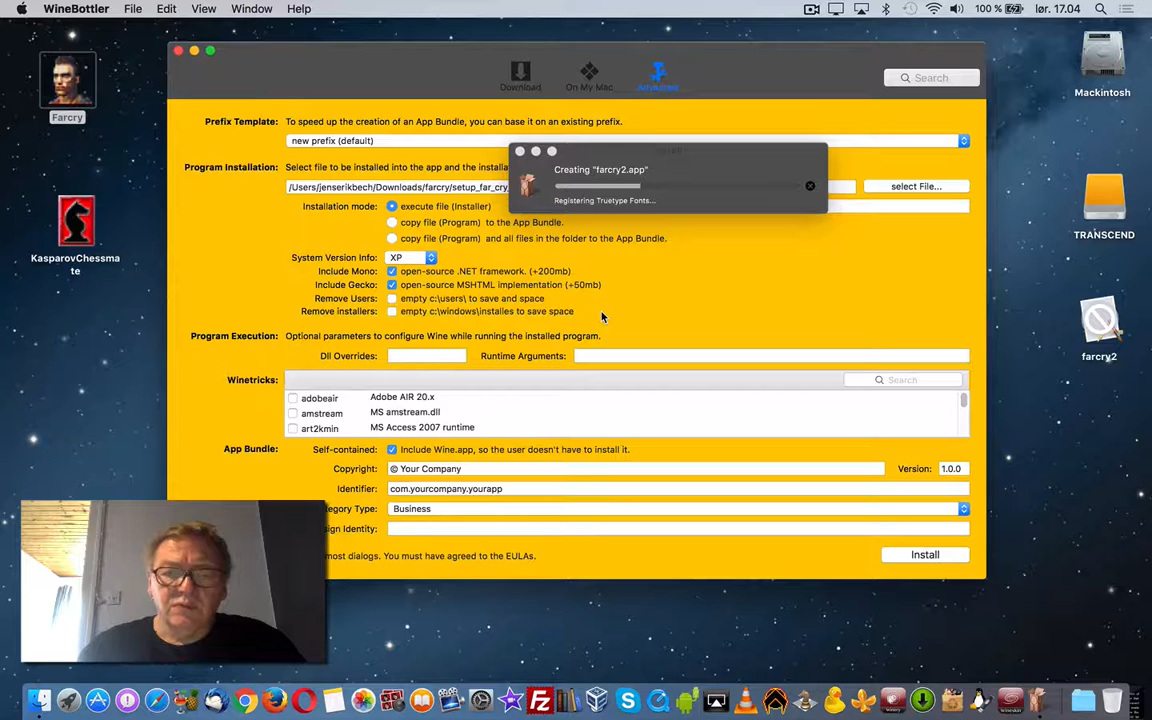 WineBottler File Edit View Window Help 100 % lør. 17.04
Download On My Mac Advanced Search
Prefix Template: To speed up the creation of an App Bundle, you can base it on an existing prefix.
new prefix (default)
Program Installation: Select file to be installed into the app and the installa
/Users/jenserikbech/Downloads/farcry/setup_far_cry_ select File...
Creating "farcry2.app"
Registering Truetype Fonts...
Installation mode: execute file (Installer)
copy file (Program) to the App Bundle.
copy file (Program) and all files in the folder to the App Bundle.
System Version Info: XP
Include Mono: open-source .NET framework. (+200mb)
Include Gecko: open-source MSHTML implementation (+50mb)
Remove Users: empty c:\users\ to save and space
Remove installers: empty c:\windows\installes to save space
Program Execution: Optional parameters to configure Wine while running the installed program.
Dll Overrides: Runtime Arguments:
Winetricks: Search
adobeair Adobe AIR 20.x
amstream MS amstream.dll
art2kmin MS Access 2007 runtime
App Bundle: Self-contained: Include Wine.app, so the user doesn't have to install it.
Copyright: © Your Company Version: 1.0.0
Identifier: com.yourcompany.yourapp
tegory Type: Business
ign Identity:
most dialogs. You must have agreed to the EULAs. Install
Farcry
KasparovChessma
te
Mackintosh
TRANSCEND
farcry2